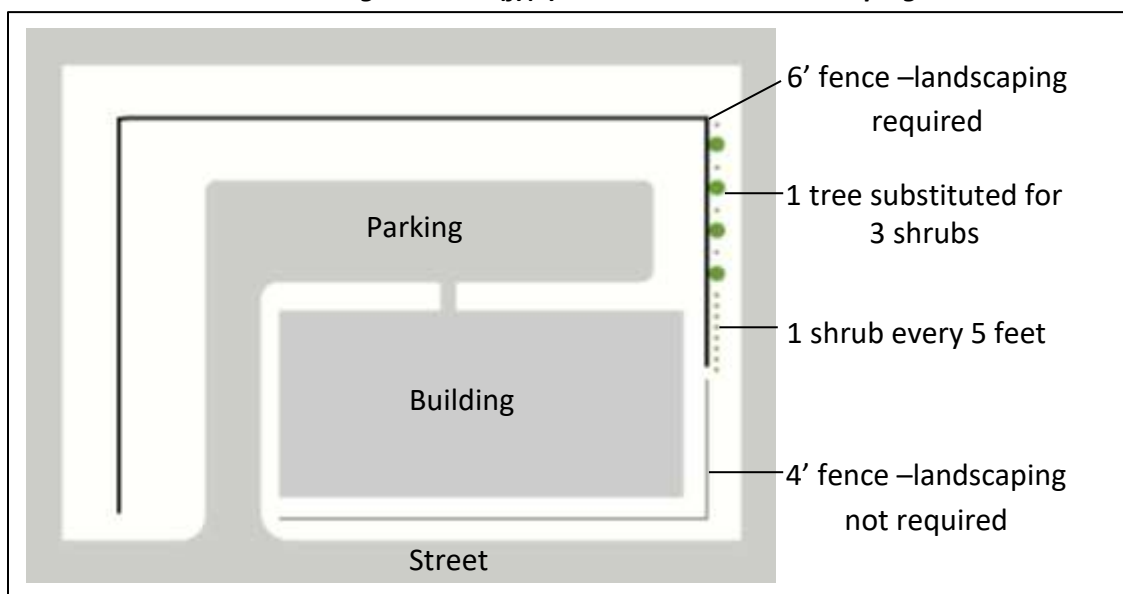 6’ fence –landscaping
required
1 tree substituted for
3 shrubs
Parking
1 shrub every 5 feet
Building
4’ fence –landscaping
not required
Street